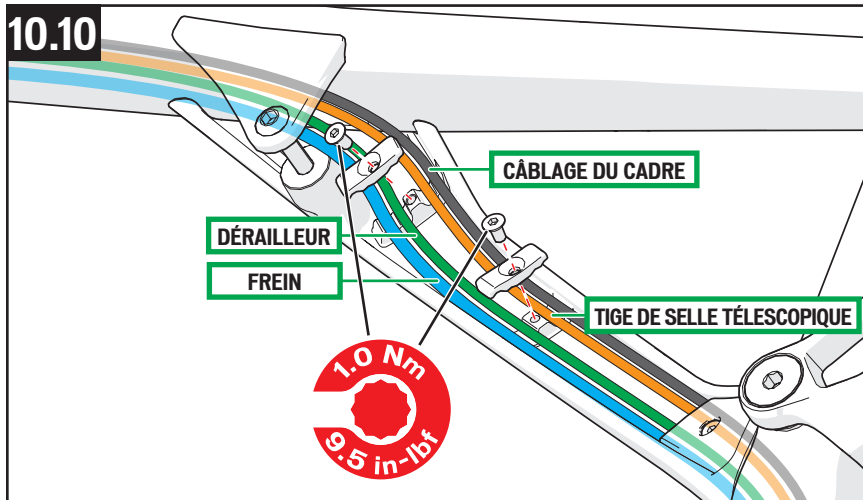 10.10
CÂBLAGE DU CADRE
DÉRAILLEUR
FREIN
TIGE DE SELLE TÉLESCOPIQUE
1.0 Nm
9.5 in-lbf